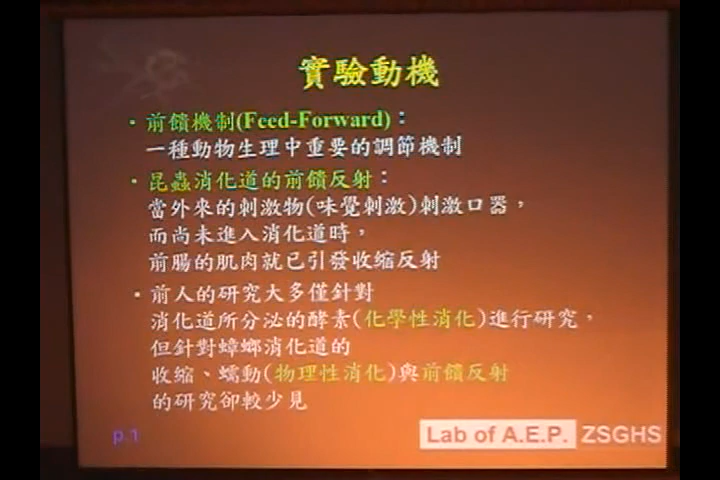 實驗動機
·前饋機制(Feed-Forward)：
一種動物生理中重要的調節機制
·昆蟲消化道的前饋反射：
當外來的刺激物(味覺刺激)刺激口器，
而尚未進入消化道時，
前腸的肌肉就已引發收縮反射
·前人的研究大多僅針對
消化道所分泌的酵素(化學性消化)進行研究，
但針對蟑螂消化道的
收縮、蠕動(物理性消化)與前饋反射
的研究卻較少見
p.1
Lab of A.E.P. ZSGHS